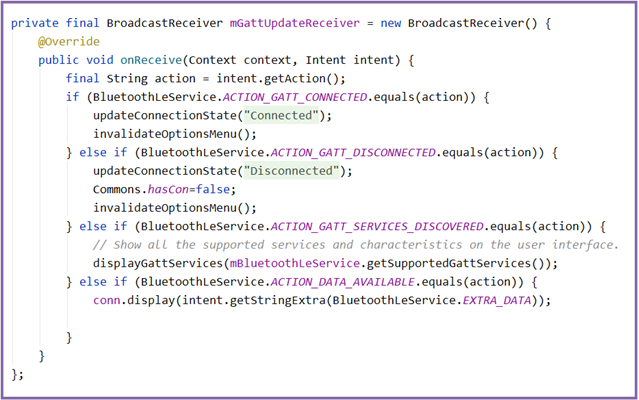 private final BroadcastReceiver mGattUpdateReceiver = new BroadcastReceiver() {
    @Override
    public void onReceive(Context context, Intent intent) {
        final String action = intent.getAction();
        if (BluetoothLeService.ACTION_GATT_CONNECTED.equals(action)) {
            updateConnectionState("Connected");
            invalidateOptionsMenu();
        } else if (BluetoothLeService.ACTION_GATT_DISCONNECTED.equals(action)) {
            updateConnectionState("Disconnected");
            Commons.hasCon=false;
            invalidateOptionsMenu();
        } else if (BluetoothLeService.ACTION_GATT_SERVICES_DISCOVERED.equals(action)) {
            // Show all the supported services and characteristics on the user interface.
            displayGattServices(mBluetoothLeService.getSupportedGattServices());
        } else if (BluetoothLeService.ACTION_DATA_AVAILABLE.equals(action)) {
            conn.display(intent.getStringExtra(BluetoothLeService.EXTRA_DATA));
        }
    }
};